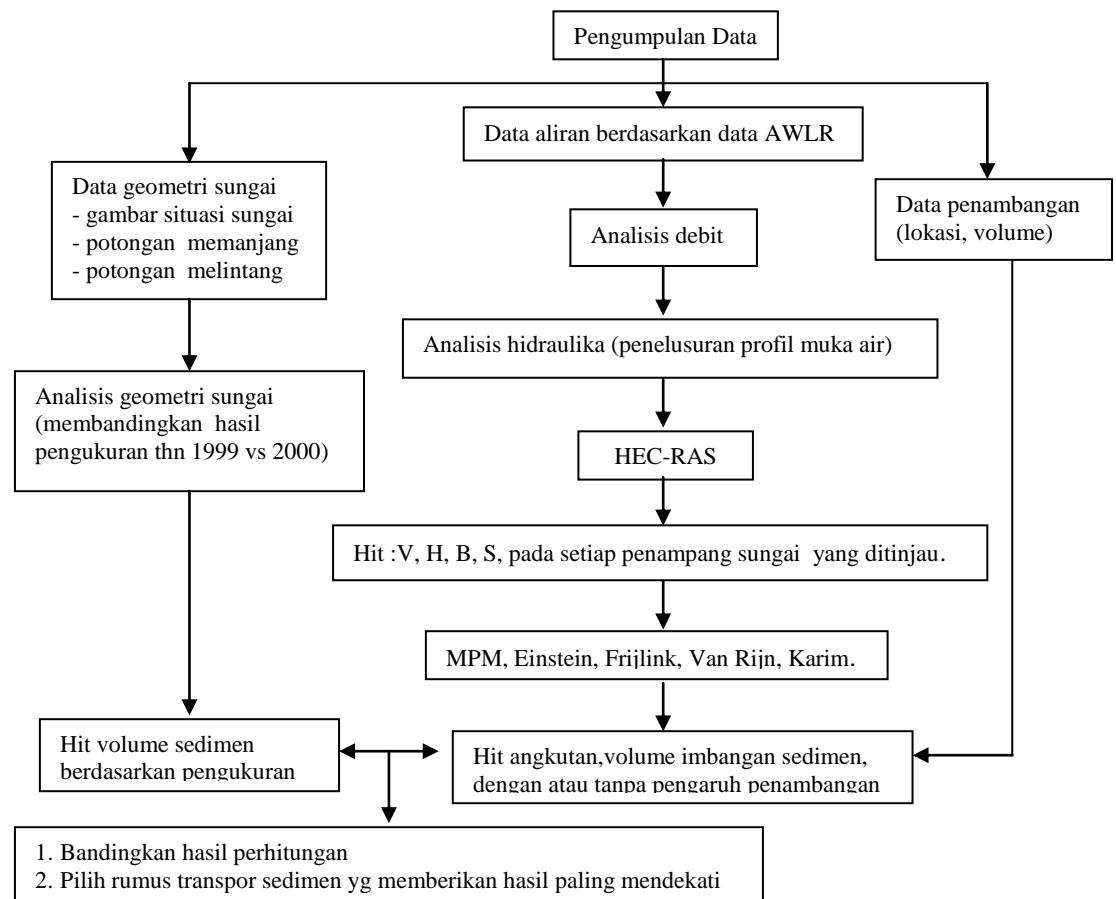 Pengumpulan Data
Data aliran berdasarkan data AWLR
Data geometri sungai
- gambar situasi sungai
- potongan memanjang
- potongan melintang
Data penambangan
(lokasi, volume)
Analisis debit
Analisis hidraulika (penelusuran profil muka air)
Analisis geometri sungai
(membandingkan hasil
pengukuran thn 1999 vs 2000)
HEC-RAS
Hit :V, H, B, S, pada setiap penampang sungai yang ditinjau.
MPM, Einstein, Frijlink, Van Rijn, Karim.
Hit volume sedimen
berdasarkan pengukuran
Hit angkutan,volume imbangan sedimen,
dengan atau tanpa pengaruh penambangan
1. Bandingkan hasil perhitungan
2. Pilih rumus transpor sedimen yg memberikan hasil paling mendekati